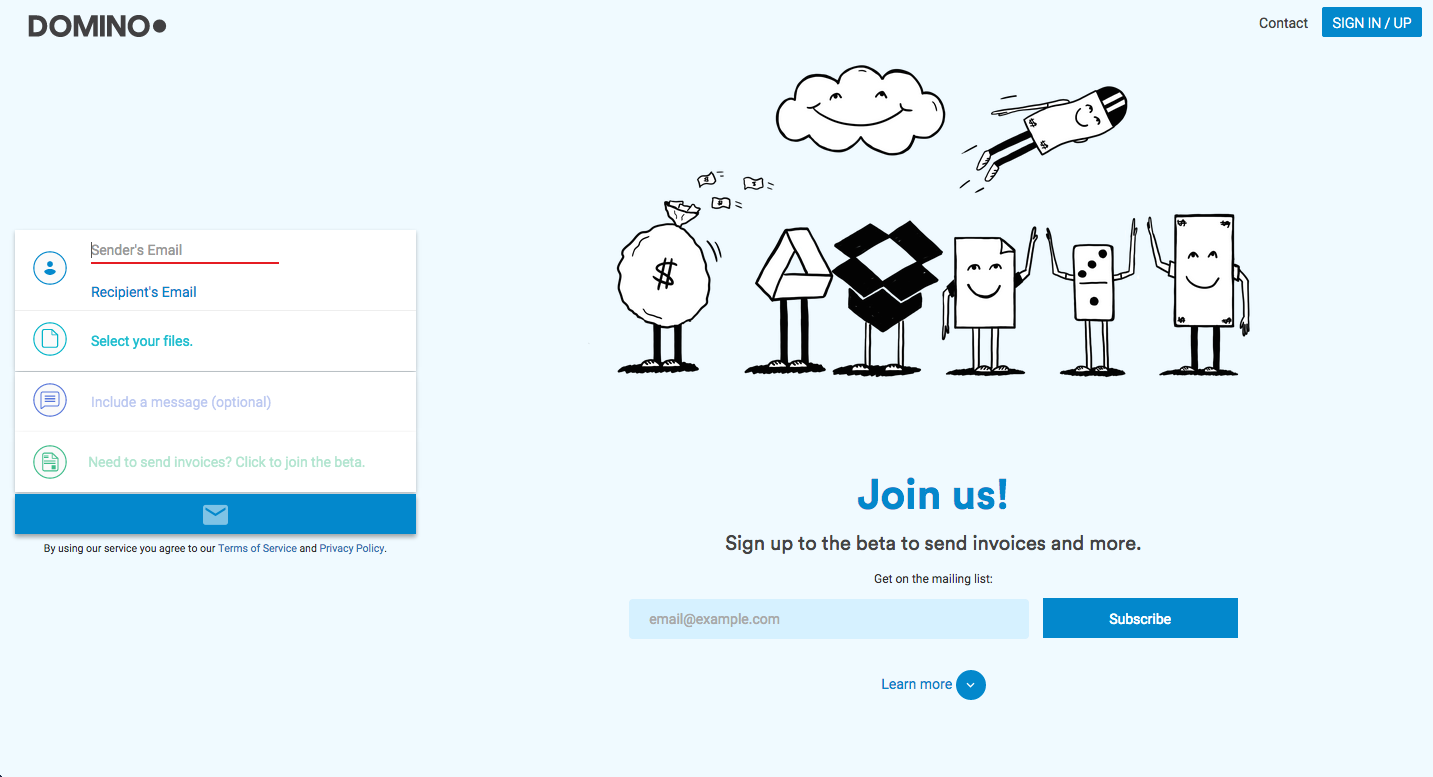 DOMINO
Contact
SIGN IN / UP
Sender's Email
Recipient's Email
Select your files.
Include a message (optional)
Need to send invoices? Click to join the beta.
By using our service you agree to our Terms of Service and Privacy Policy.
$
$
$
$
$
$
$
$
$
$
Join us!
Sign up to the beta to send invoices and more.
Get on the mailing list:
email@example.com
Subscribe
Learn more